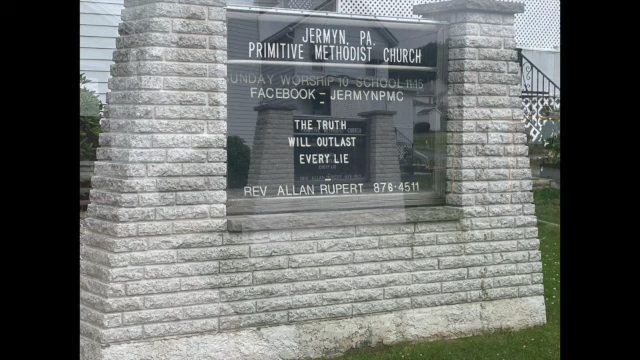 JERMYN, PA.
PRIMITIVE METHODIST CHURCH
UNDAY WORSHIP 10 SCHOOL 11:15
FACEBOOK - JERMYNPMC
THE TRUTH
WILL OUTLAST
EVERY LIE
REV ALLAN RUPERT 876-4511